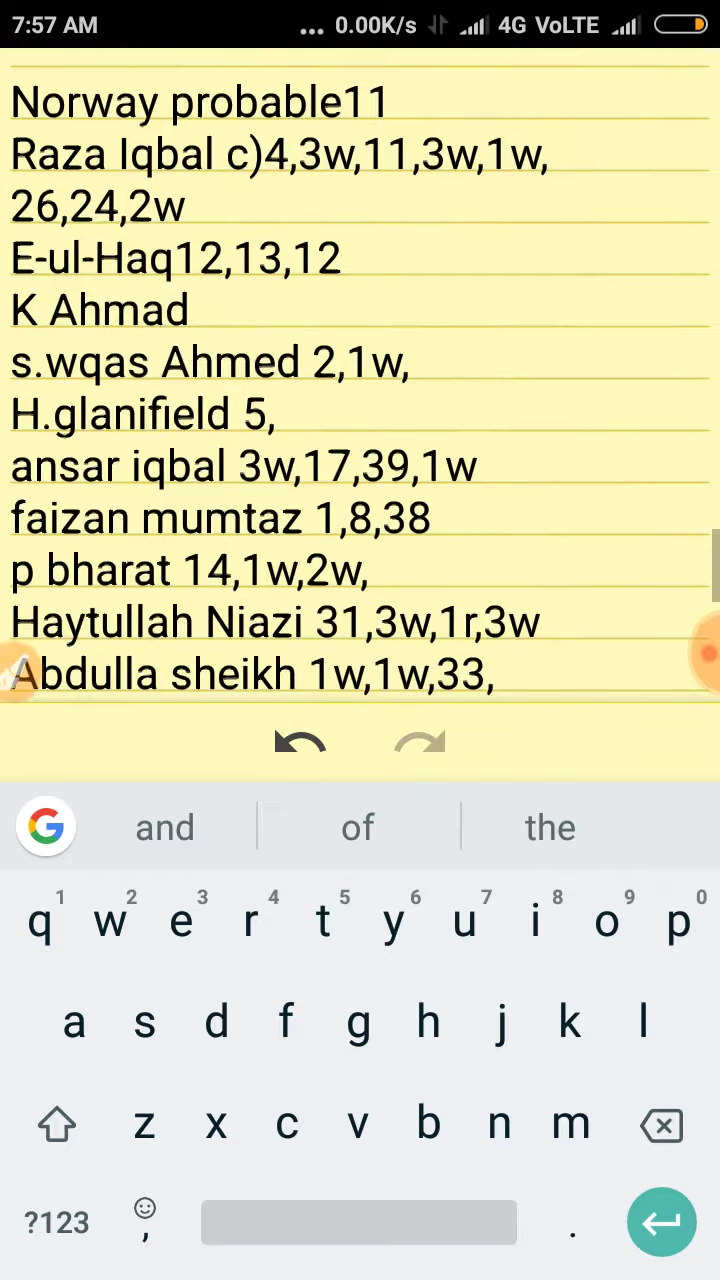 7:57 AM ... 0.00K/s 4G VoLTE
Norway probable11
Raza Iqbal c)4,3w,11,3w,1w,
26,24,2w
E-ul-Haq12,13,12
K Ahmad
s.wqas Ahmed 2,1w,
H.glanifield 5,
ansar iqbal 3w,17,39,1w
faizan mumtaz 1,8,38
p bharat 14,1w,2w,
Haytullah Niazi 31,3w,1r,3w
Abdulla sheikh 1w,1w,33,
G and of the
1 2 3 4 5 6 7 8 9 0
q w e r t y u i o p
a s d f g h j k l
z x c v b n m
?123 , .